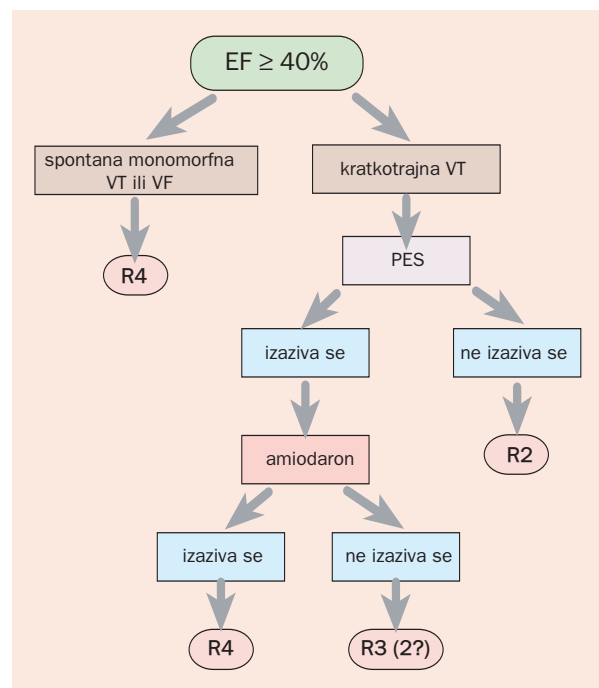 EF ≥ 40%
spontana monomorfna
VT ili VF
kratkotrajna VT
R4
PES
izaziva se
ne izaziva se
amiodaron
R2
izaziva se
ne izaziva se
R4
R3 (2?)